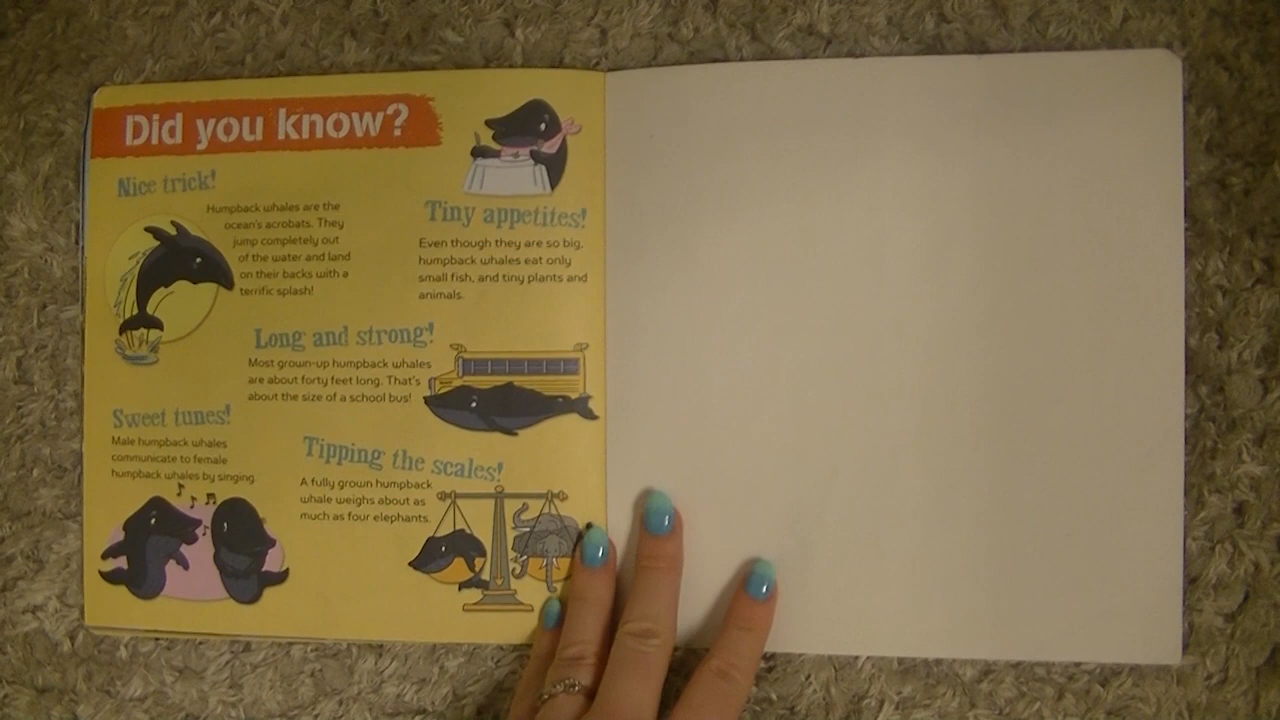 Did you know?
Nice trick!
Humpback whales are the
ocean's acrobats. They
jump completely out
of the water and land
on their backs with a
terrific splash!
Tiny appetites!
Even though they are so big,
humpback whales eat only
small fish, and tiny plants and
animals.
Long and strong!
Most grown-up humpback whales
are about forty feet long. That's
about the size of a school bus!
Sweet tunes!
Male humpback whales
communicate to female
humpback whales by singing.
Tipping the scales!
A fully grown humpback
whale weighs about as
much as four elephants.